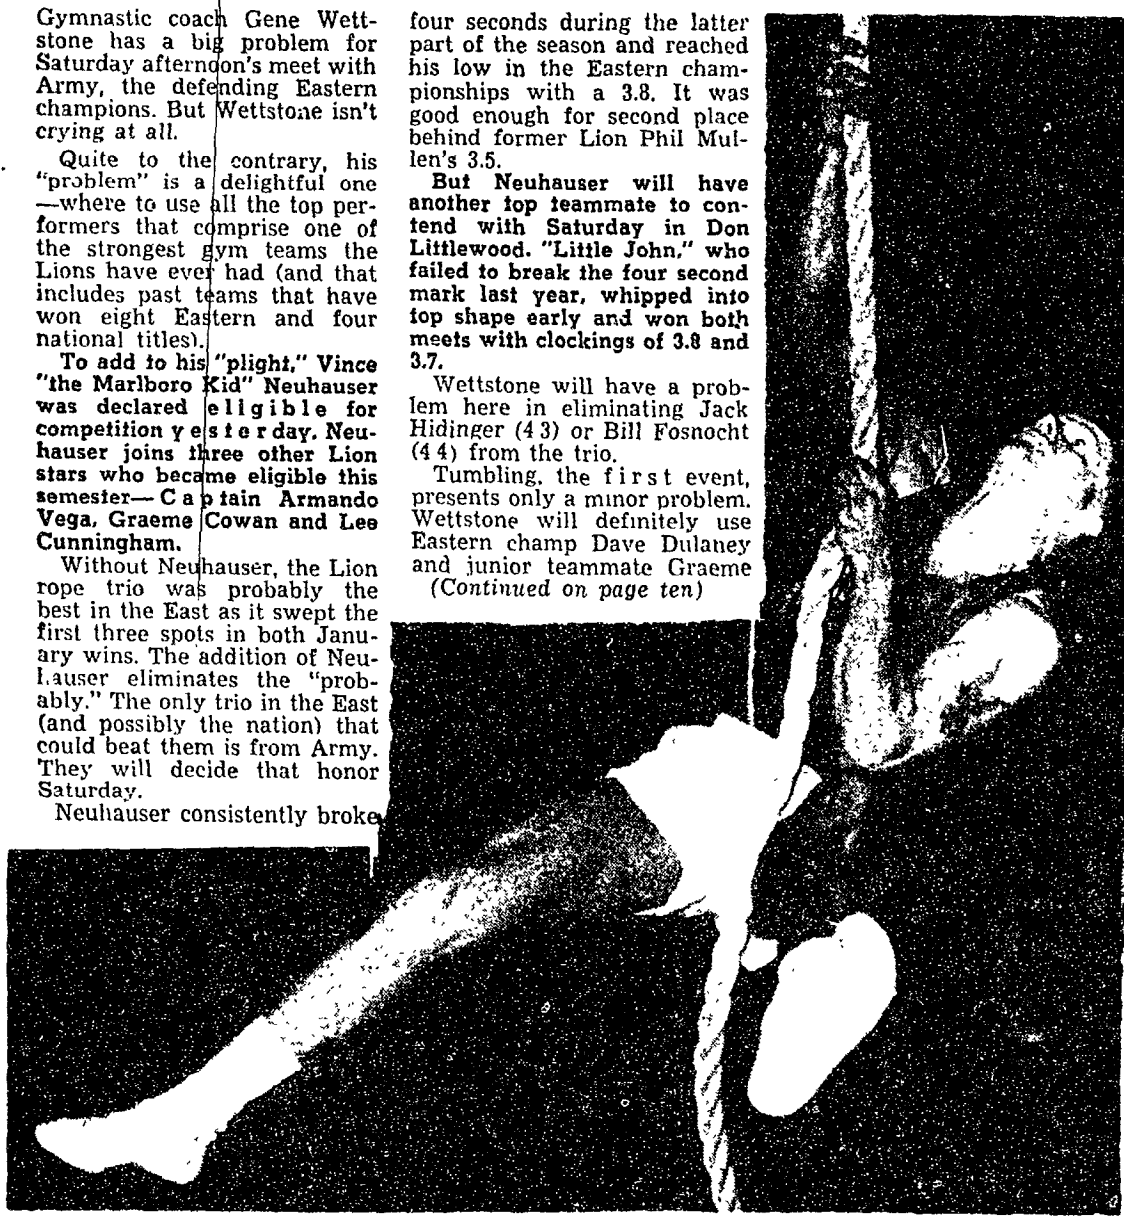 Gymnastic coach Gene Wett-
stone has a big problem for
Saturday afternoon's meet with
Army, the defending Eastern
champions. But Wettstone isn't
crying at all.
Quite to the contrary, his
"problem" is a delightful one
—where to use all the top per-
formers that comprise one of
the strongest gym teams the
Lions have ever had (and that
includes past teams that have
won eight Eastern and four
national titles).
To add to his "plight," Vince
"the Marlboro Kid" Neuhauser
was declared eligible for
competition yesterday. Neu-
hauser joins three other Lion
stars who became eligible this
semester—Captain Armando
Vega, Graeme Cowan and Lee
Cunningham.
Without Neuhauser, the Lion
rope trio was probably the
best in the East as it swept the
first three spots in both Janu-
ary wins. The addition of Neu-
hauser eliminates the "prob-
ably." The only trio in the East
(and possibly the nation) that
could beat them is from Army.
They will decide that honor
Saturday.
Neuhauser consistently broke
four seconds during the latter
part of the season and reached
his low in the Eastern cham-
pionships with a 3.8. It was
good enough for second place
behind former Lion Phil Mul-
len's 3.5.
But Neuhauser will have
another top teammate to con-
tend with Saturday in Don
Littlewood. "Little John," who
failed to break the four second
mark last year, whipped into
top shape early and won both
meets with clockings of 3.8 and
3.7.
Wettstone will have a prob-
lem here in eliminating Jack
Hidinger (4 3) or Bill Fosnocht
(4 4) from the trio.
Tumbling, the first event,
presents only a minor problem.
Wettstone will definitely use
Eastern champ Dave Dulaney
and junior teammate Graeme
(Continued on page ten)